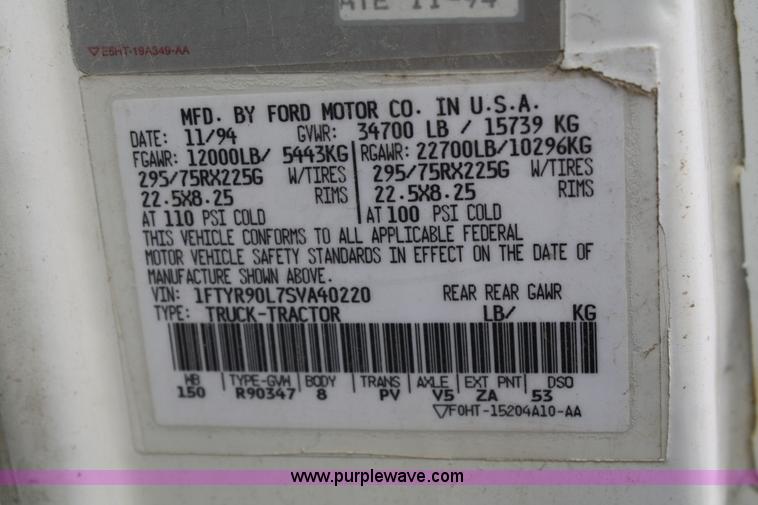 ATE 11-94
E6HT-19A349-AA
MFD. BY FORD MOTOR CO. IN U.S.A.
DATE: 11/94 GVWR: 34700 LB / 15739 KG
FGAWR: 12000LB/ 5443KG RGAWR: 22700LB/10296KG
295/75RX225G W/TIRES 295/75RX225G W/TIRES
22.5X8.25 RIMS 22.5X8.25 RIMS
AT 110 PSI COLD AT 100 PSI COLD
THIS VEHICLE CONFORMS TO ALL APPLICABLE FEDERAL
MOTOR VEHICLE SAFETY STANDARDS IN EFFECT ON THE DATE OF
MANUFACTURE SHOWN ABOVE.
VIN: 1FTYR90L7SVA40220 REAR REAR GAWR
TYPE: TRUCK-TRACTOR LB/ KG
WB TYPE-GVW BODY TRANS AXLE EXT PNT DSO
150 R90347 8 PV V5 ZA 53
F0HT-15204A10-AA
www.purplewave.com